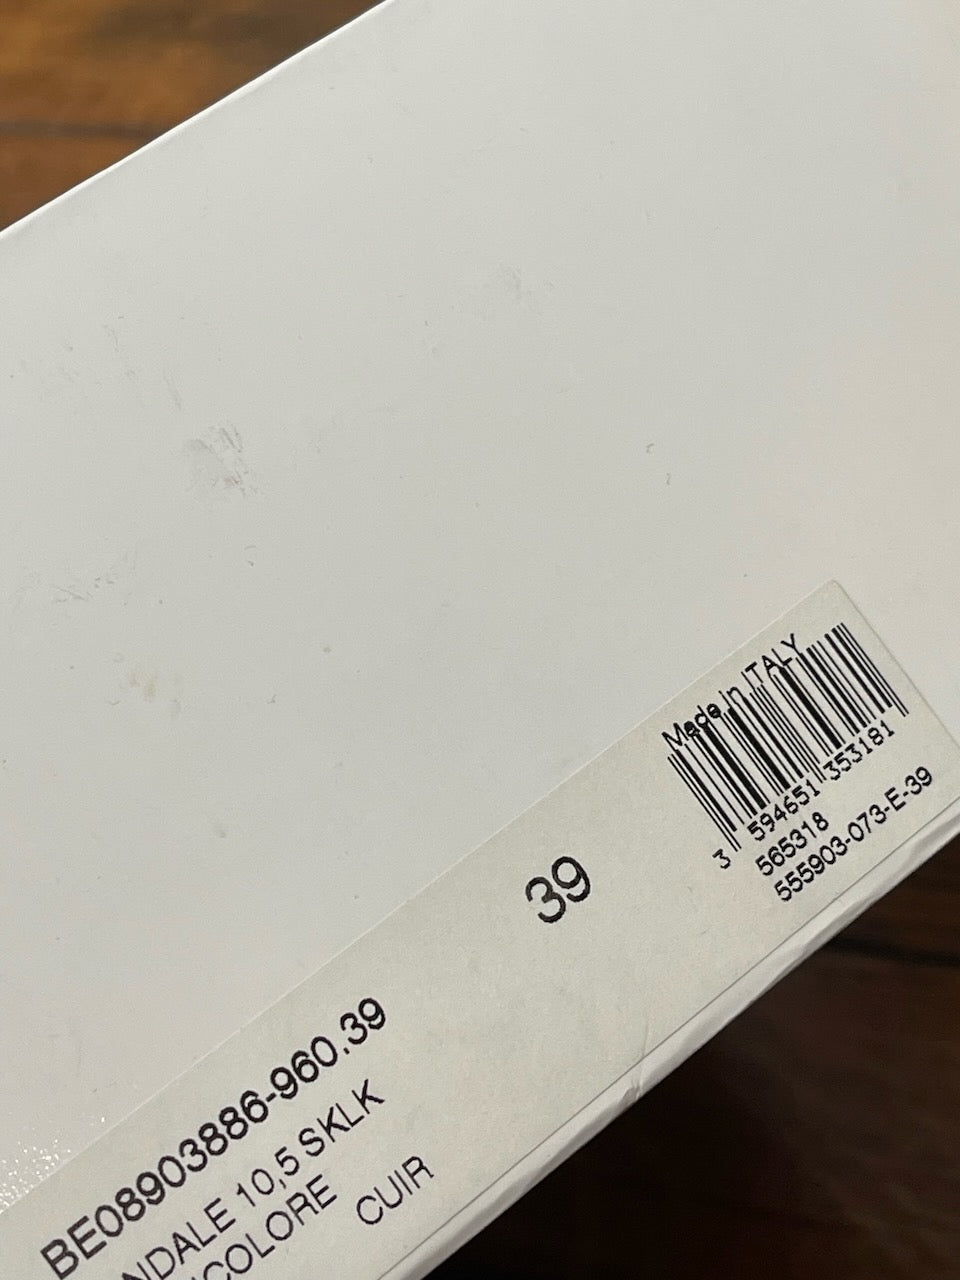 Made in ITALY
3 594651 353181
565318
555903-073-E-39
39
BE08903886-960.39
NDALE 10,5 SKLK
COLORE
CUIR